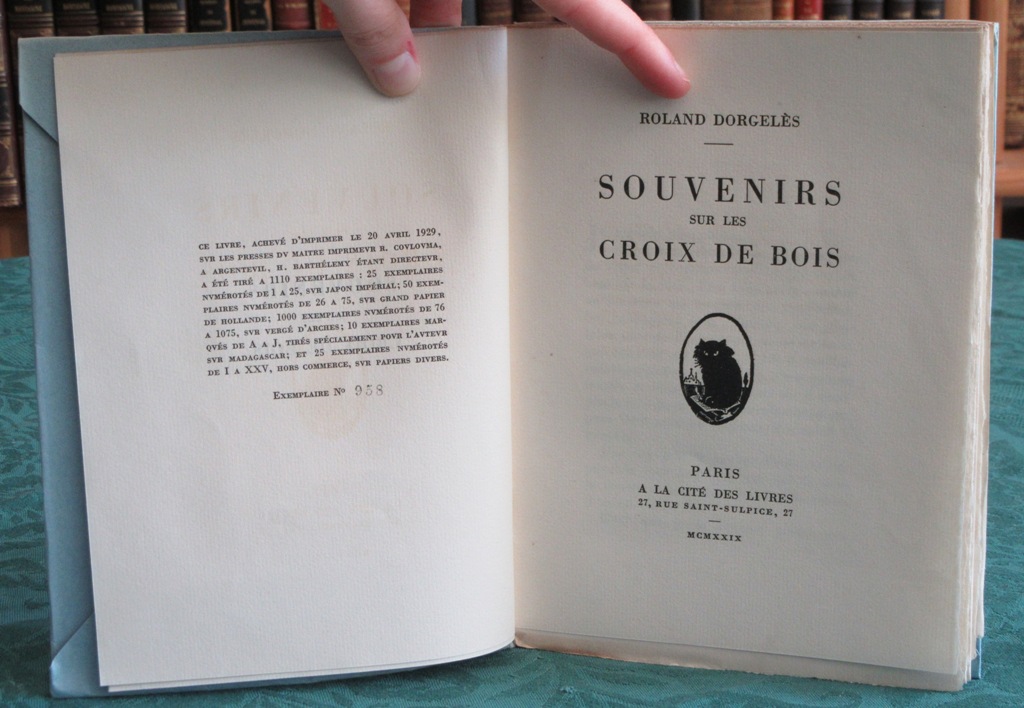 CE LIVRE, ACHEVÉ D'IMPRIMER LE 20 AVRIL 1929,
SVR LES PRESSES DV MAITRE IMPRIMEVR R. COVLOVMA,
A ARGENTEVIL, H. BARTHÉLEMY ÉTANT DIRECTEVR,
A ÉTÉ TIRÉ A 1110 EXEMPLAIRES : 25 EXEMPLAIRES
NVMÉROTÉS DE 1 A 25, SVR JAPON IMPÉRIAL; 50 EXEM-
PLAIRES NVMÉROTÉS DE 26 A 75, SVR GRAND PAPIER
DE HOLLANDE; 1000 EXEMPLAIRES NVMÉROTÉS DE 76
A 1075, SVR VERGÉ D'ARCHES; 10 EXEMPLAIRES MAR-
QVÉS DE A A J, TIRÉS SPÉCIALEMENT POVR L'AVTEVR
SVR MADAGASCAR; ET 25 EXEMPLAIRES NVMÉROTÉS
DE I A XXV, HORS COMMERCE, SVR PAPIERS DIVERS.
EXEMPLAIRE No 958
ROLAND DORGELÈS
SOUVENIRS
SUR LES
CROIX DE BOIS
PARIS
A LA CITÉ DES LIVRES
27, RUE SAINT-SULPICE, 27
MCMXXIX